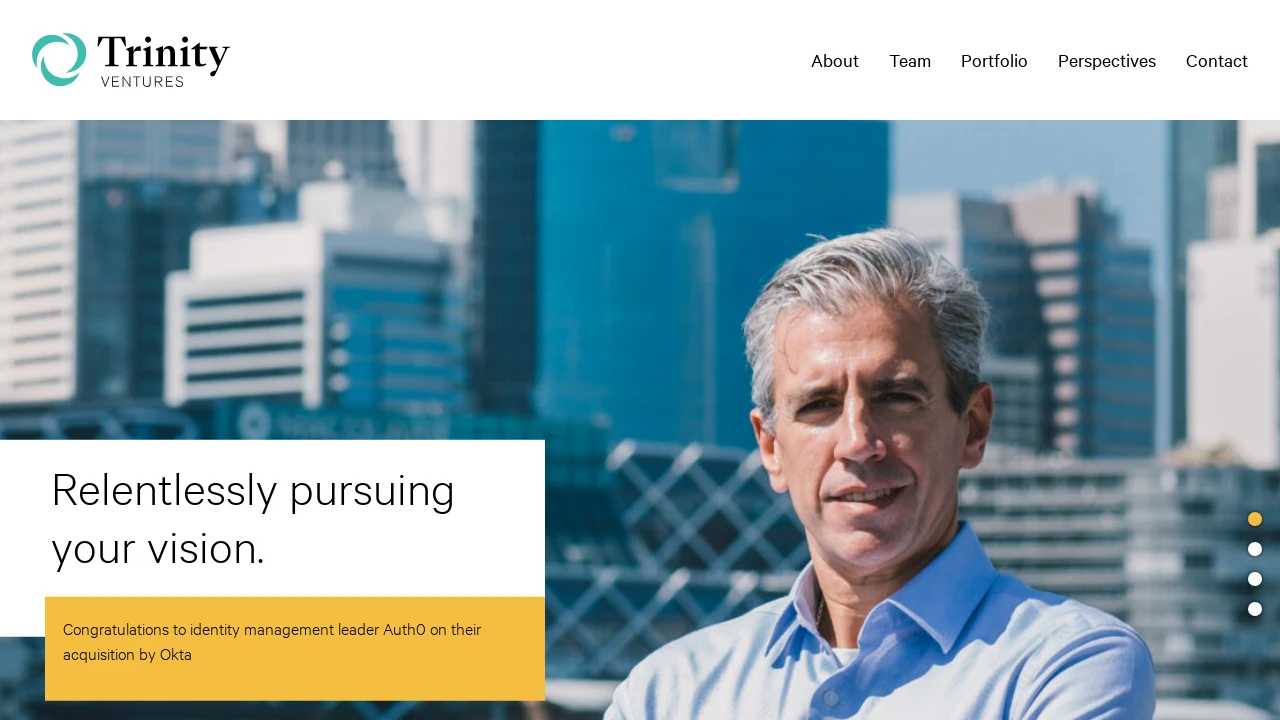 Trinity
VENTURES
About
Team
Portfolio
Perspectives
Contact
Relentlessly pursuing
your vision.
Congratulations to identity management leader Auth0 on their
acquisition by Okta